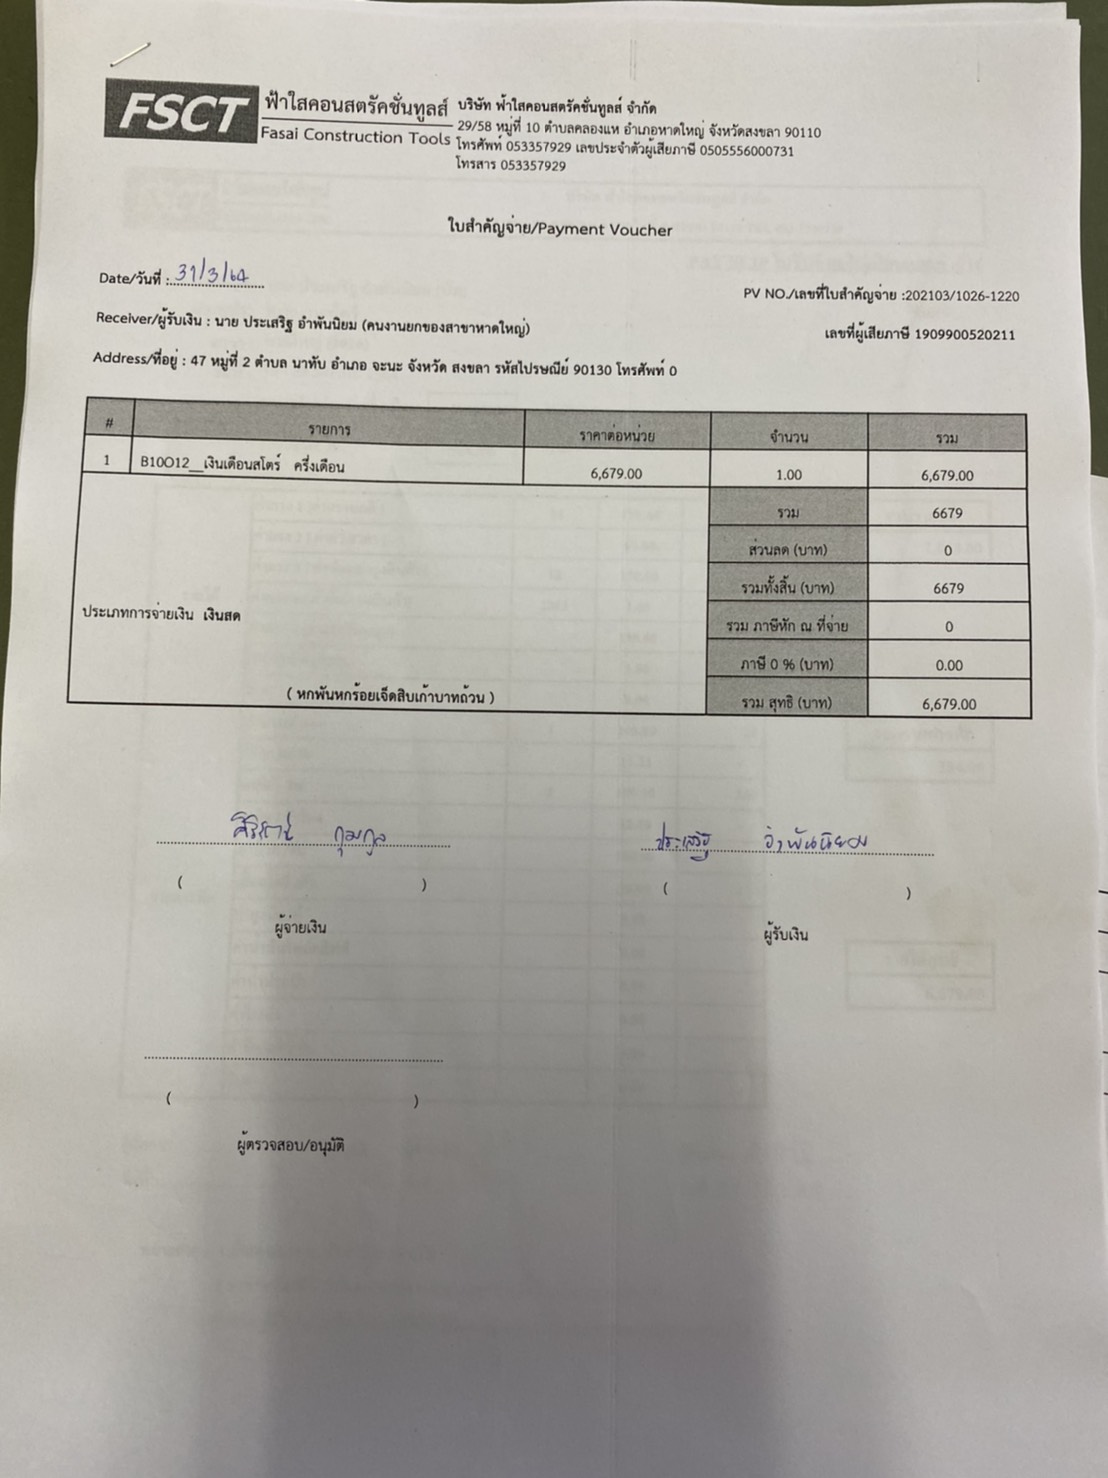 FSCT
ฟ้าใสคอนสตรัคชั่นทูลส์
Fasai Construction Tools
บริษัท ฟ้าใสคอนสตรัคชั่นทูลส์ จำกัด
29/58 หมู่ที่ 10 ตำบลคลองแห อำเภอหาดใหญ่ จังหวัดสงขลา 90110
โทรศัพท์ 053357929 เลขประจำตัวผู้เสียภาษี 0505556000731
โทรสาร 053357929
ใบสำคัญจ่าย/Payment Voucher
Date/วันที่ : 31/3/64
PV NO./เลขที่ใบสำคัญจ่าย :202103/1026-1220
Receiver/ผู้รับเงิน : นาย ประเสริฐ อำพันนิยม (คนงานยกของสาขาหาดใหญ่)
เลขที่ผู้เสียภาษี 1909900520211
Address/ที่อยู่ : 47 หมู่ที่ 2 ตำบล นาทับ อำเภอ จะนะ จังหวัด สงขลา รหัสไปรษณีย์ 90130 โทรศัพท์ 0
# รายการ ราคาต่อหน่วย จำนวน รวม
1 B10O12__เงินเดือนสโตร์ ครึ่งเดือน 6,679.00 1.00 6,679.00
รวม 6679
ส่วนลด (บาท) 0
รวมทั้งสิ้น (บาท) 6679
ประเภทการจ่ายเงิน เงินสด
รวม ภาษีหัก ณ ที่จ่าย 0
ภาษี 0 % (บาท) 0.00
( หกพันหกร้อยเจ็ดสิบเก้าบาทถ้วน )
รวม สุทธิ (บาท) 6,679.00
ประเสริฐ อำพันนิยม
( )
( )
ผู้จ่ายเงิน
ผู้รับเงิน
( )
ผู้ตรวจสอบ/อนุมัติ